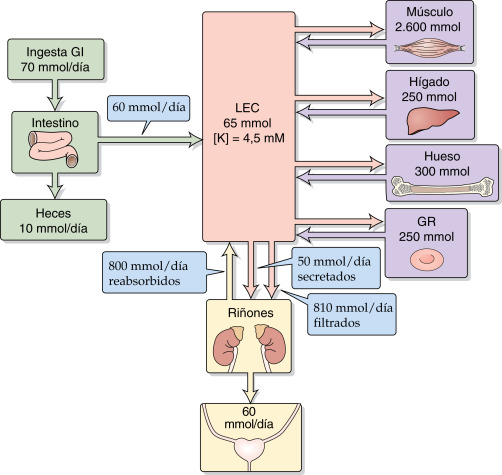 Ingesta GI
70 mmol/día
Intestino
Heces
10 mmol/día
60 mmol/día
LEC
65 mmol
[K] = 4,5 mM
Músculo
2.600 mmol
Hígado
250 mmol
Hueso
300 mmol
GR
250 mmol
800 mmol/día
reabsorbidos
50 mmol/día
secretados
810 mmol/día
filtrados
Riñones
60
mmol/día